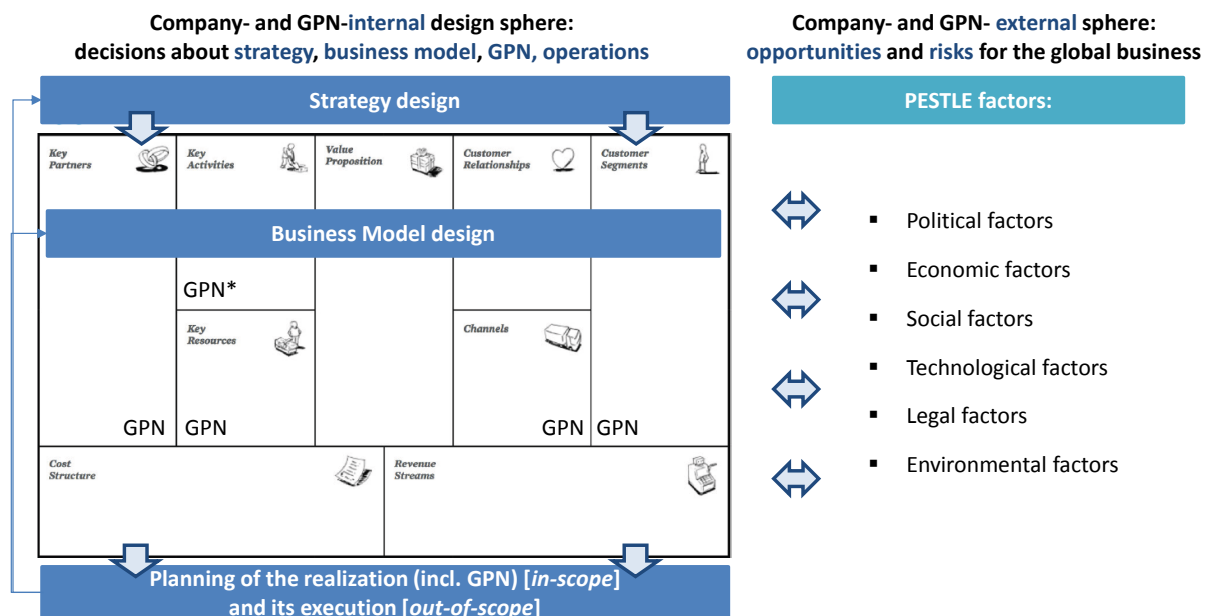 Company- and GPN-internal design sphere:
decisions about strategy, business model, GPN, operations
Strategy design
Key
Partners
Key
Activities
Value
Proposition
Customer
Relationships
Customer
Segments
Business Model design
GPN*
Key
Resources
Channels
GPN
GPN
GPN
GPN
Cost
Structure
Revenue
Streams
Planning of the realization (incl. GPN) [in-scope]
and its execution [out-of-scope]
Company- and GPN- external sphere:
opportunities and risks for the global business
PESTLE factors:
▪ Political factors
▪ Economic factors
▪ Social factors
▪ Technological factors
▪ Legal factors
▪ Environmental factors